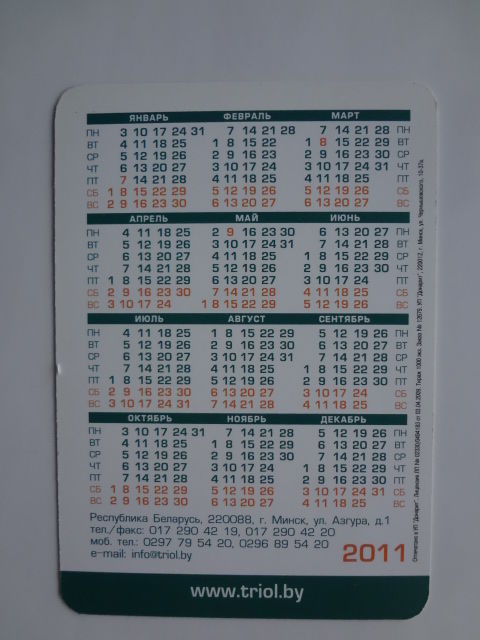 ЯНВАРЬ ФЕВРАЛЬ МАРТ
ПН 3 10 17 24 31 7 14 21 28 7 14 21 28 ПН
ВТ 4 11 18 25 1 8 15 22 1 8 15 22 29 ВТ
СР 5 12 19 26 2 9 16 23 2 9 16 23 30 СР
ЧТ 6 13 20 27 3 10 17 24 3 10 17 24 31 ЧТ
ПТ 7 14 21 28 4 11 18 25 4 11 18 25 ПТ
СБ 1 8 15 22 29 5 12 19 26 5 12 19 26 СБ
ВС 2 9 16 23 30 6 13 20 27 6 13 20 27 ВС
АПРЕЛЬ МАЙ ИЮНЬ
ПН 4 11 18 25 2 9 16 23 30 6 13 20 27 ПН
ВТ 5 12 19 26 3 10 17 24 31 7 14 21 28 ВТ
СР 6 13 20 27 4 11 18 25 1 8 15 22 29 СР
ЧТ 7 14 21 28 5 12 19 26 2 9 16 23 30 ЧТ
ПТ 1 8 15 22 29 6 13 20 27 3 10 17 24 ПТ
СБ 2 9 16 23 30 7 14 21 28 4 11 18 25 СБ
ВС 3 10 17 24 1 8 15 22 29 5 12 19 26 ВС
ИЮЛЬ АВГУСТ СЕНТЯБРЬ
ПН 4 11 18 25 1 8 15 22 29 5 12 19 26 ПН
ВТ 5 12 19 26 2 9 16 23 30 6 13 20 27 ВТ
СР 6 13 20 27 3 10 17 24 31 7 14 21 28 СР
ЧТ 7 14 21 28 4 11 18 25 1 8 15 22 29 ЧТ
ПТ 1 8 15 22 29 5 12 19 26 2 9 16 23 30 ПТ
СБ 2 9 16 23 30 6 13 20 27 3 10 17 24 СБ
ВС 3 10 17 24 31 7 14 21 28 4 11 18 25 ВС
ОКТЯБРЬ НОЯБРЬ ДЕКАБРЬ
ПН 3 10 17 24 31 7 14 21 28 5 12 19 26 ПН
ВТ 4 11 18 25 1 8 15 22 29 6 13 20 27 ВТ
СР 5 12 19 26 2 9 16 23 30 7 14 21 28 СР
ЧТ 6 13 20 27 3 10 17 24 1 8 15 22 29 ЧТ
ПТ 7 14 21 28 4 11 18 25 2 9 16 23 30 ПТ
СБ 1 8 15 22 29 5 12 19 26 3 10 17 24 31 СБ
ВС 2 9 16 23 30 6 13 20 27 4 11 18 25 ВС
Республика Беларусь, 220088, г. Минск, ул. Азгура, д.1
тел./факс: 017 290 42 19, 017 290 42 20
моб. тел.: 0297 79 54 20, 0296 89 54 20
e-mail: info@triol.by
2011
www.triol.by